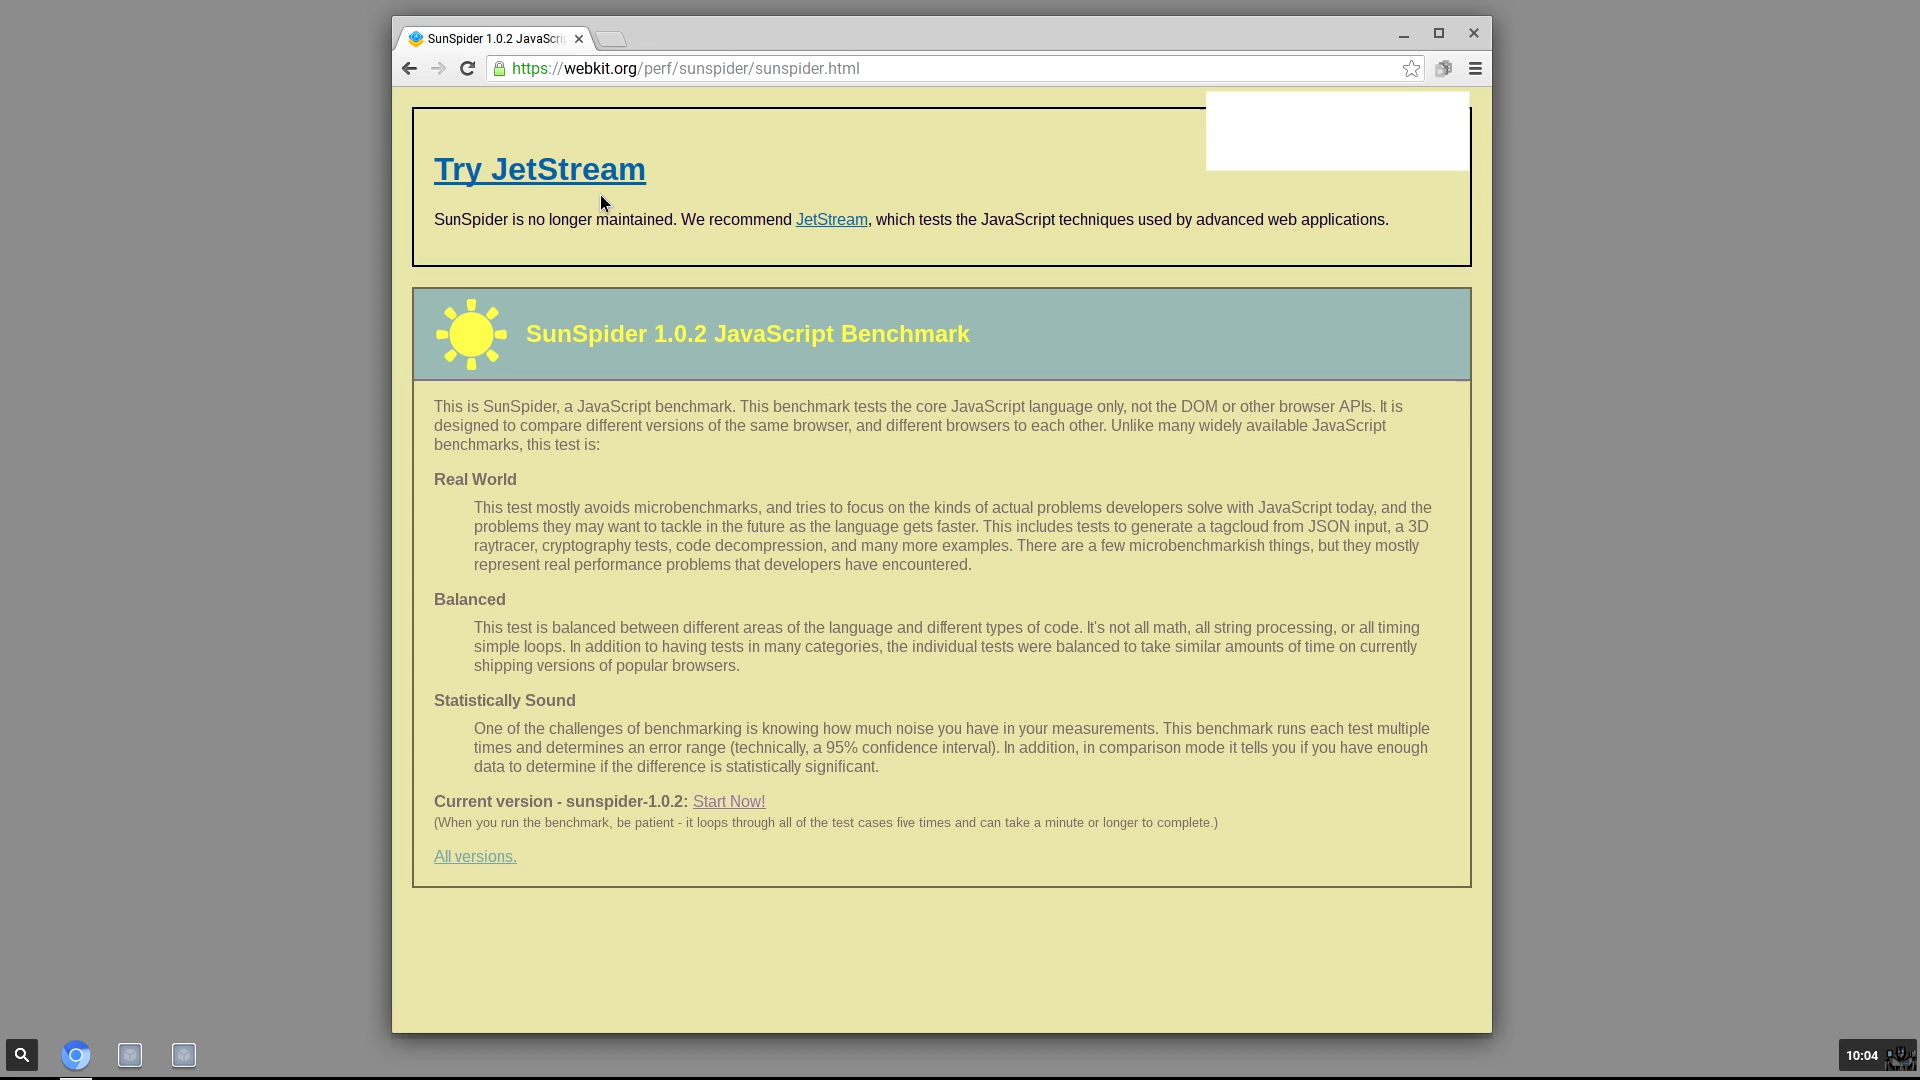 SunSpider 1.0.2 JavaScri
https://webkit.org/perf/sunspider/sunspider.html
Try JetStream
SunSpider is no longer maintained. We recommend JetStream, which tests the JavaScript techniques used by advanced web applications.
SunSpider 1.0.2 JavaScript Benchmark
This is SunSpider, a JavaScript benchmark. This benchmark tests the core JavaScript language only, not the DOM or other browser APIs. It is
designed to compare different versions of the same browser, and different browsers to each other. Unlike many widely available JavaScript
benchmarks, this test is:
Real World
This test mostly avoids microbenchmarks, and tries to focus on the kinds of actual problems developers solve with JavaScript today, and the
problems they may want to tackle in the future as the language gets faster. This includes tests to generate a tagcloud from JSON input, a 3D
raytracer, cryptography tests, code decompression, and many more examples. There are a few microbenchmarkish things, but they mostly
represent real performance problems that developers have encountered.
Balanced
This test is balanced between different areas of the language and different types of code. It's not all math, all string processing, or all timing
simple loops. In addition to having tests in many categories, the individual tests were balanced to take similar amounts of time on currently
shipping versions of popular browsers.
Statistically Sound
One of the challenges of benchmarking is knowing how much noise you have in your measurements. This benchmark runs each test multiple
times and determines an error range (technically, a 95% confidence interval). In addition, in comparison mode it tells you if you have enough
data to determine if the difference is statistically significant.
Current version - sunspider-1.0.2: Start Now!
(When you run the benchmark, be patient - it loops through all of the test cases five times and can take a minute or longer to complete.)
All versions.
10:04